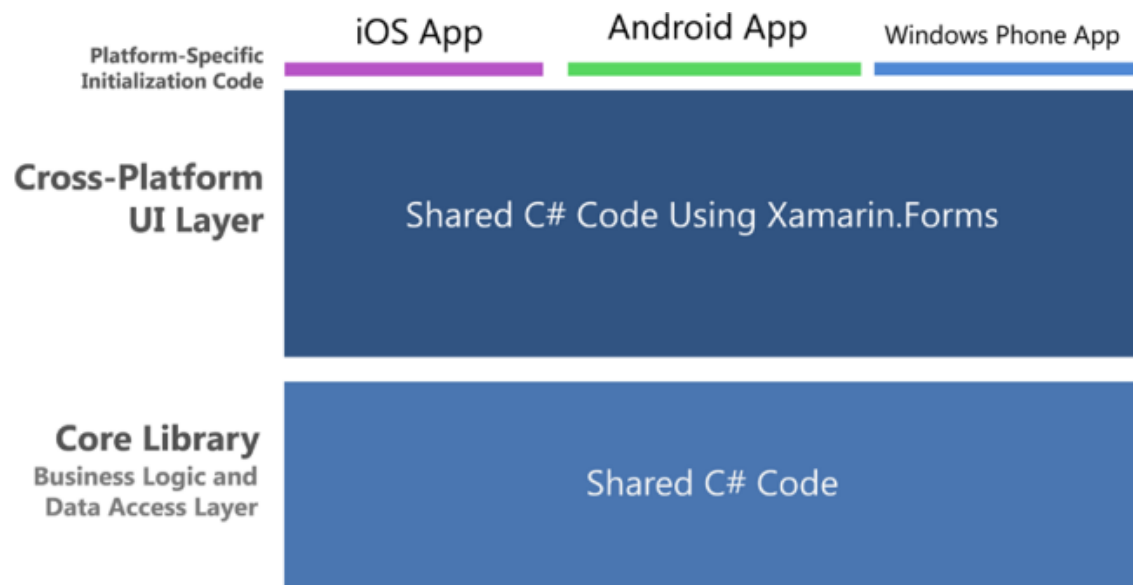 iOS App
Android App
Windows Phone App
Platform-Specific
Initialization Code
Cross-Platform
UI Layer
Shared C# Code Using Xamarin.Forms
Core Library
Business Logic and
Data Access Layer
Shared C# Code